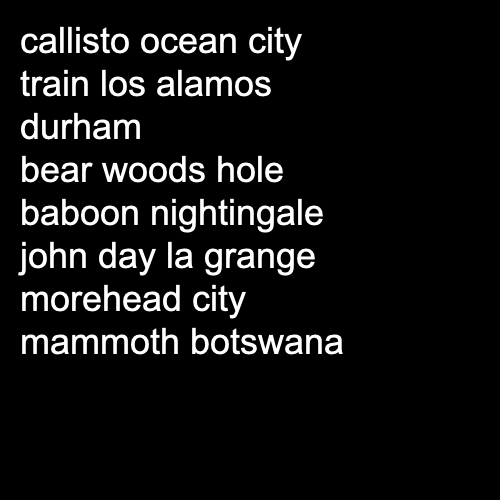 callisto ocean city
train los alamos
durham
bear woods hole
baboon nightingale
john day la grange
morehead city
mammoth botswana